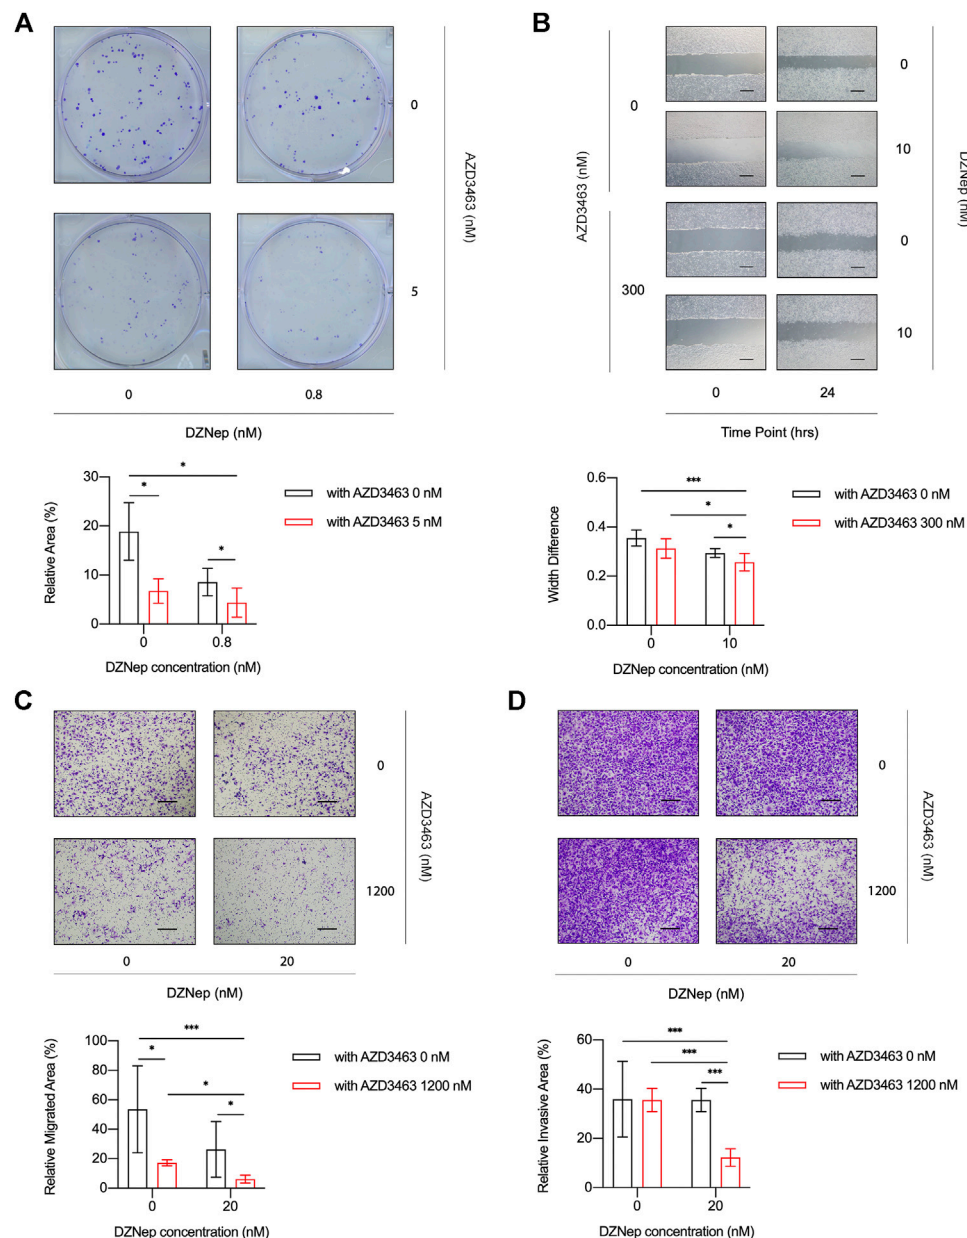 A
0
AZD3463 (nM)
5
0
0.8
DZNep (nM)
30
20
10
0
Relative Area (%)
*
*
*
0
0.8
DZNep concentration (nM)
with AZD3463 0 nM
with AZD3463 5 nM
B
AZD3463 (nM)
0
300
0
10
0
10
DZNep (nM)
0
24
Time Point (hrs)
0.6
0.4
0.2
0.0
Width Difference
***
*
*
0
10
DZNep concentration (nM)
with AZD3463 0 nM
with AZD3463 300 nM
C
0
1200
AZD3463 (nM)
0
20
DZNep (nM)
100
80
60
40
20
0
Relative Migrated Area (%)
***
*
*
*
0
20
DZNep concentration (nM)
with AZD3463 0 nM
with AZD3463 1200 nM
D
0
1200
AZD3463 (nM)
0
20
DZNep (nM)
60
40
20
0
Relative Invasive Area (%)
***
***
***
0
20
DZNep concentration (nM)
with AZD3463 0 nM
with AZD3463 1200 nM